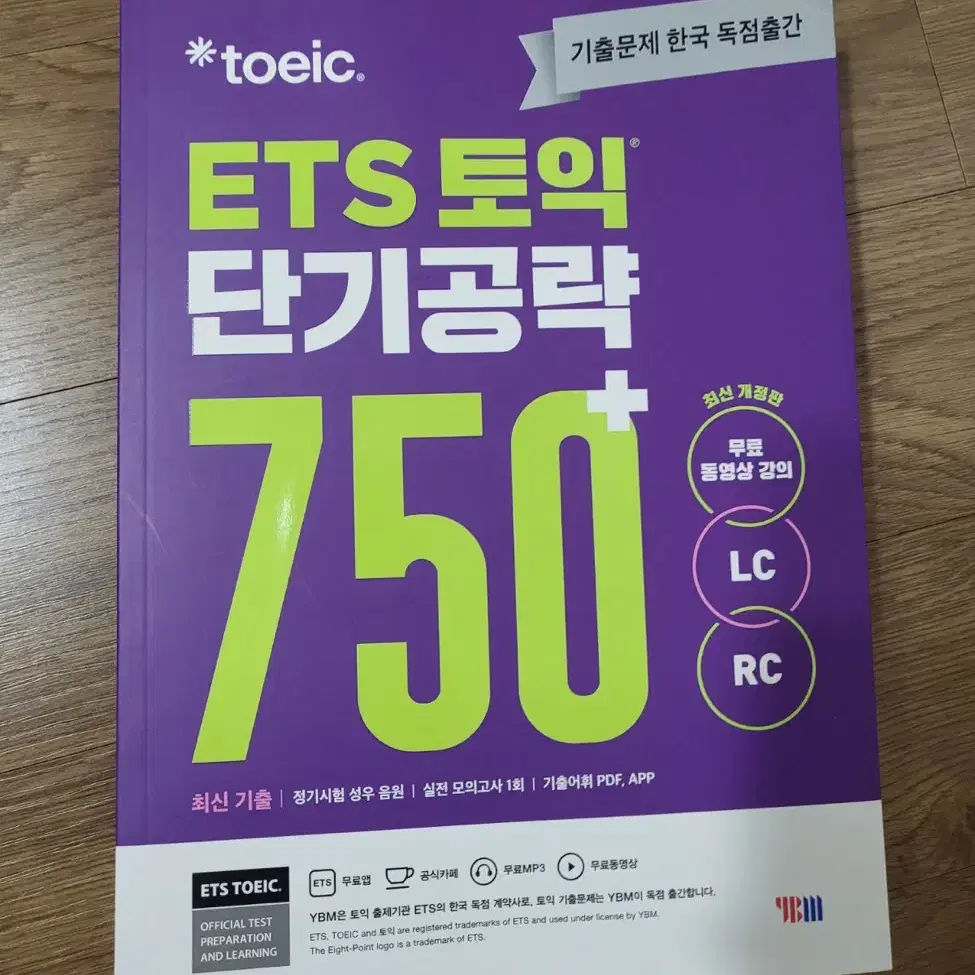 toeic®
기출문제 한국 독점출간
ETS 토익®
단기공략
750+
최신 개정판
무료
동영상 강의
LC
RC
최신 기출 | 정기시험 성우 음원 | 실전 모의고사 1회 | 기출어휘 PDF, APP
ETS TOEIC.
OFFICIAL TEST
PREPARATION
AND LEARNING
ETS 무료앱 공식카페 무료MP3 무료동영상
YBM은 토익 출제기관 ETS의 한국 독점 계약사로, 토익 기출문제는 YBM이 독점 출간합니다.
ETS, TOEIC and 토익 are registered trademarks of ETS and used under license by YBM.
The Eight-Point logo is a trademark of ETS.
YBM